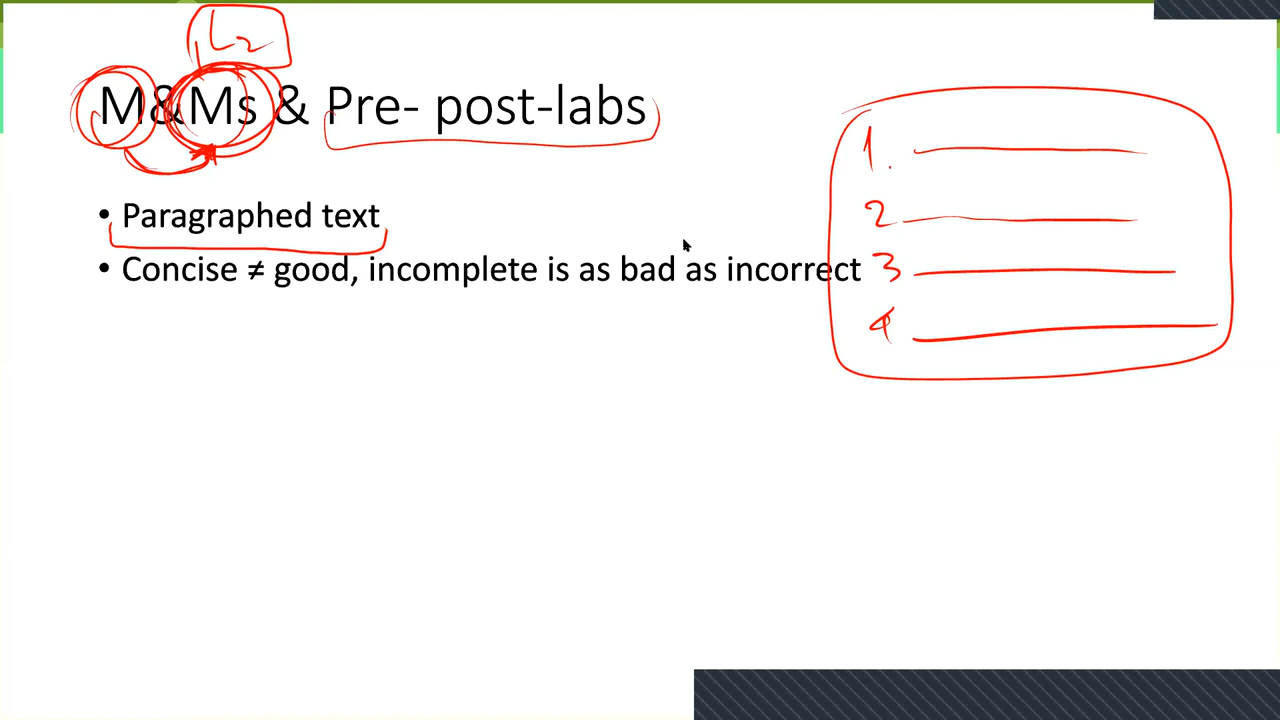 L2
M&Ms & Pre- post-labs
• Paragraphed text
• Concise ≠ good, incomplete is as bad as incorrect
1.
2
3
4